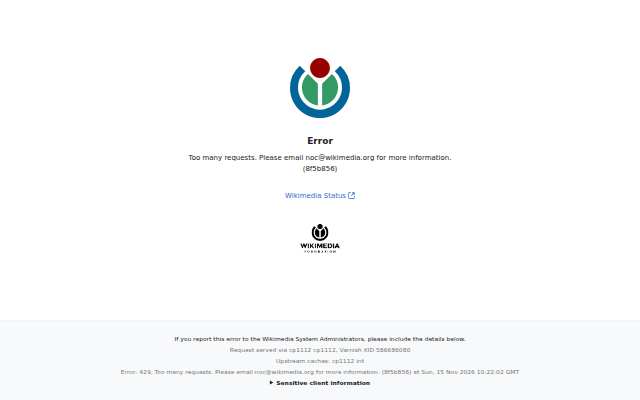 Error
Too many requests. Please email noc@wikimedia.org for more information.
(8f5b856)
Wikimedia Status
WIKIMEDIA
FOUNDATION
If you report this error to the Wikimedia System Administrators, please include the details below.
Request served via cp1112 cp1112, Varnish XID 586686080
Upstream caches: cp1112 int
Error: 429, Too many requests. Please email noc@wikimedia.org for more information. (8f5b856) at Sun, 15 Nov 2026 10:22:02 GMT
Sensitive client information